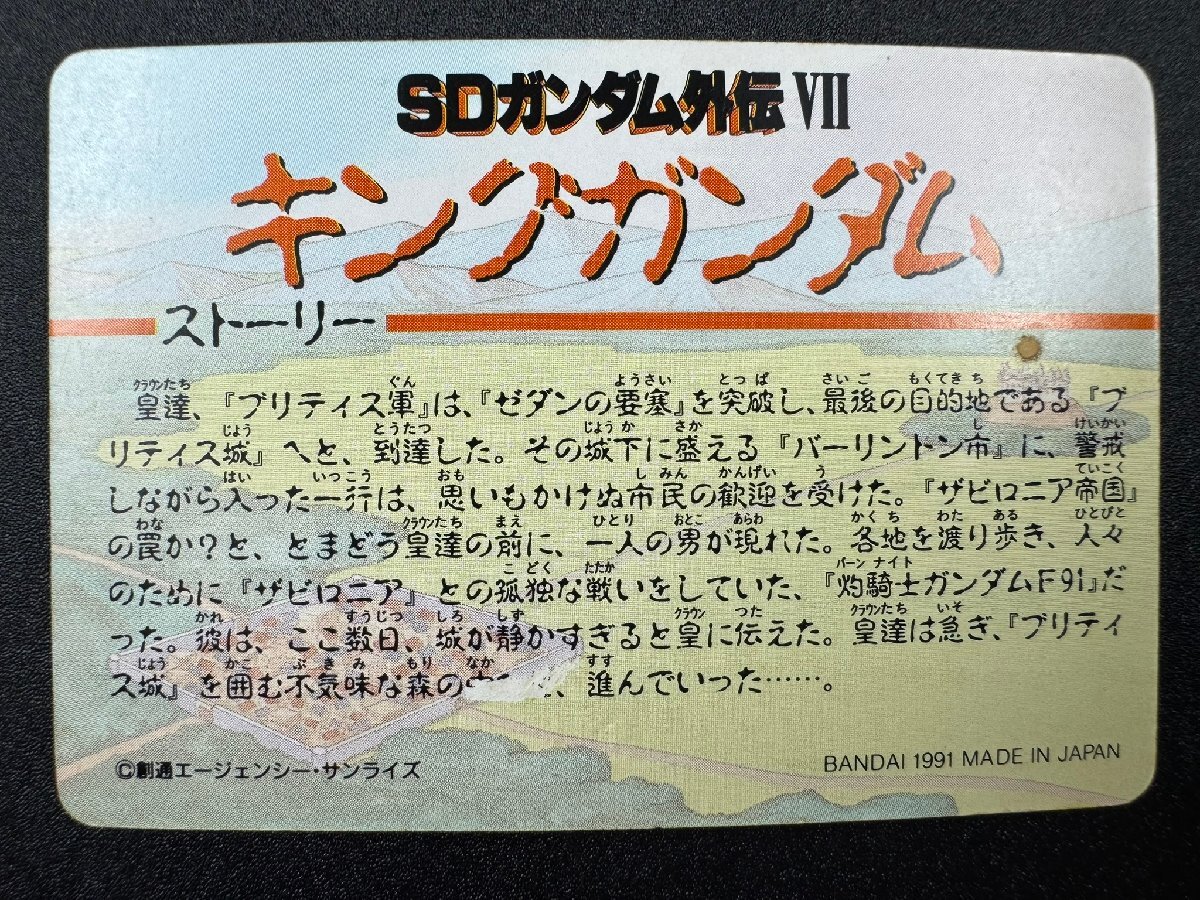 SDガンダム外伝 VII
キングガンダム
ストーリー
皇達、『ブリティス軍』は、『ゼダンの要塞』を突破し、最後の目的地である『ブ
リティス城』へと、到達した。その城下に盛える『バーリントン市』に、警戒
しながら入った一行は、思いもかけぬ市民の歓迎を受けた。『ザビロニア帝国』
の罠か?と、とまどう皇達の前に、一人の男が現れた。各地を渡り歩き、人々
のために『ザビロニア』との孤独な戦いをしていた、『灼騎士ガンダムF91』だ
った。彼は、ここ数日、城が静かすぎると皇に伝えた。皇達は急ぎ、『ブリティ
ス城』を囲む不気味な森の中、進んでいった……。
©創通エージェンシー・サンライズ
BANDAI 1991 MADE IN JAPAN